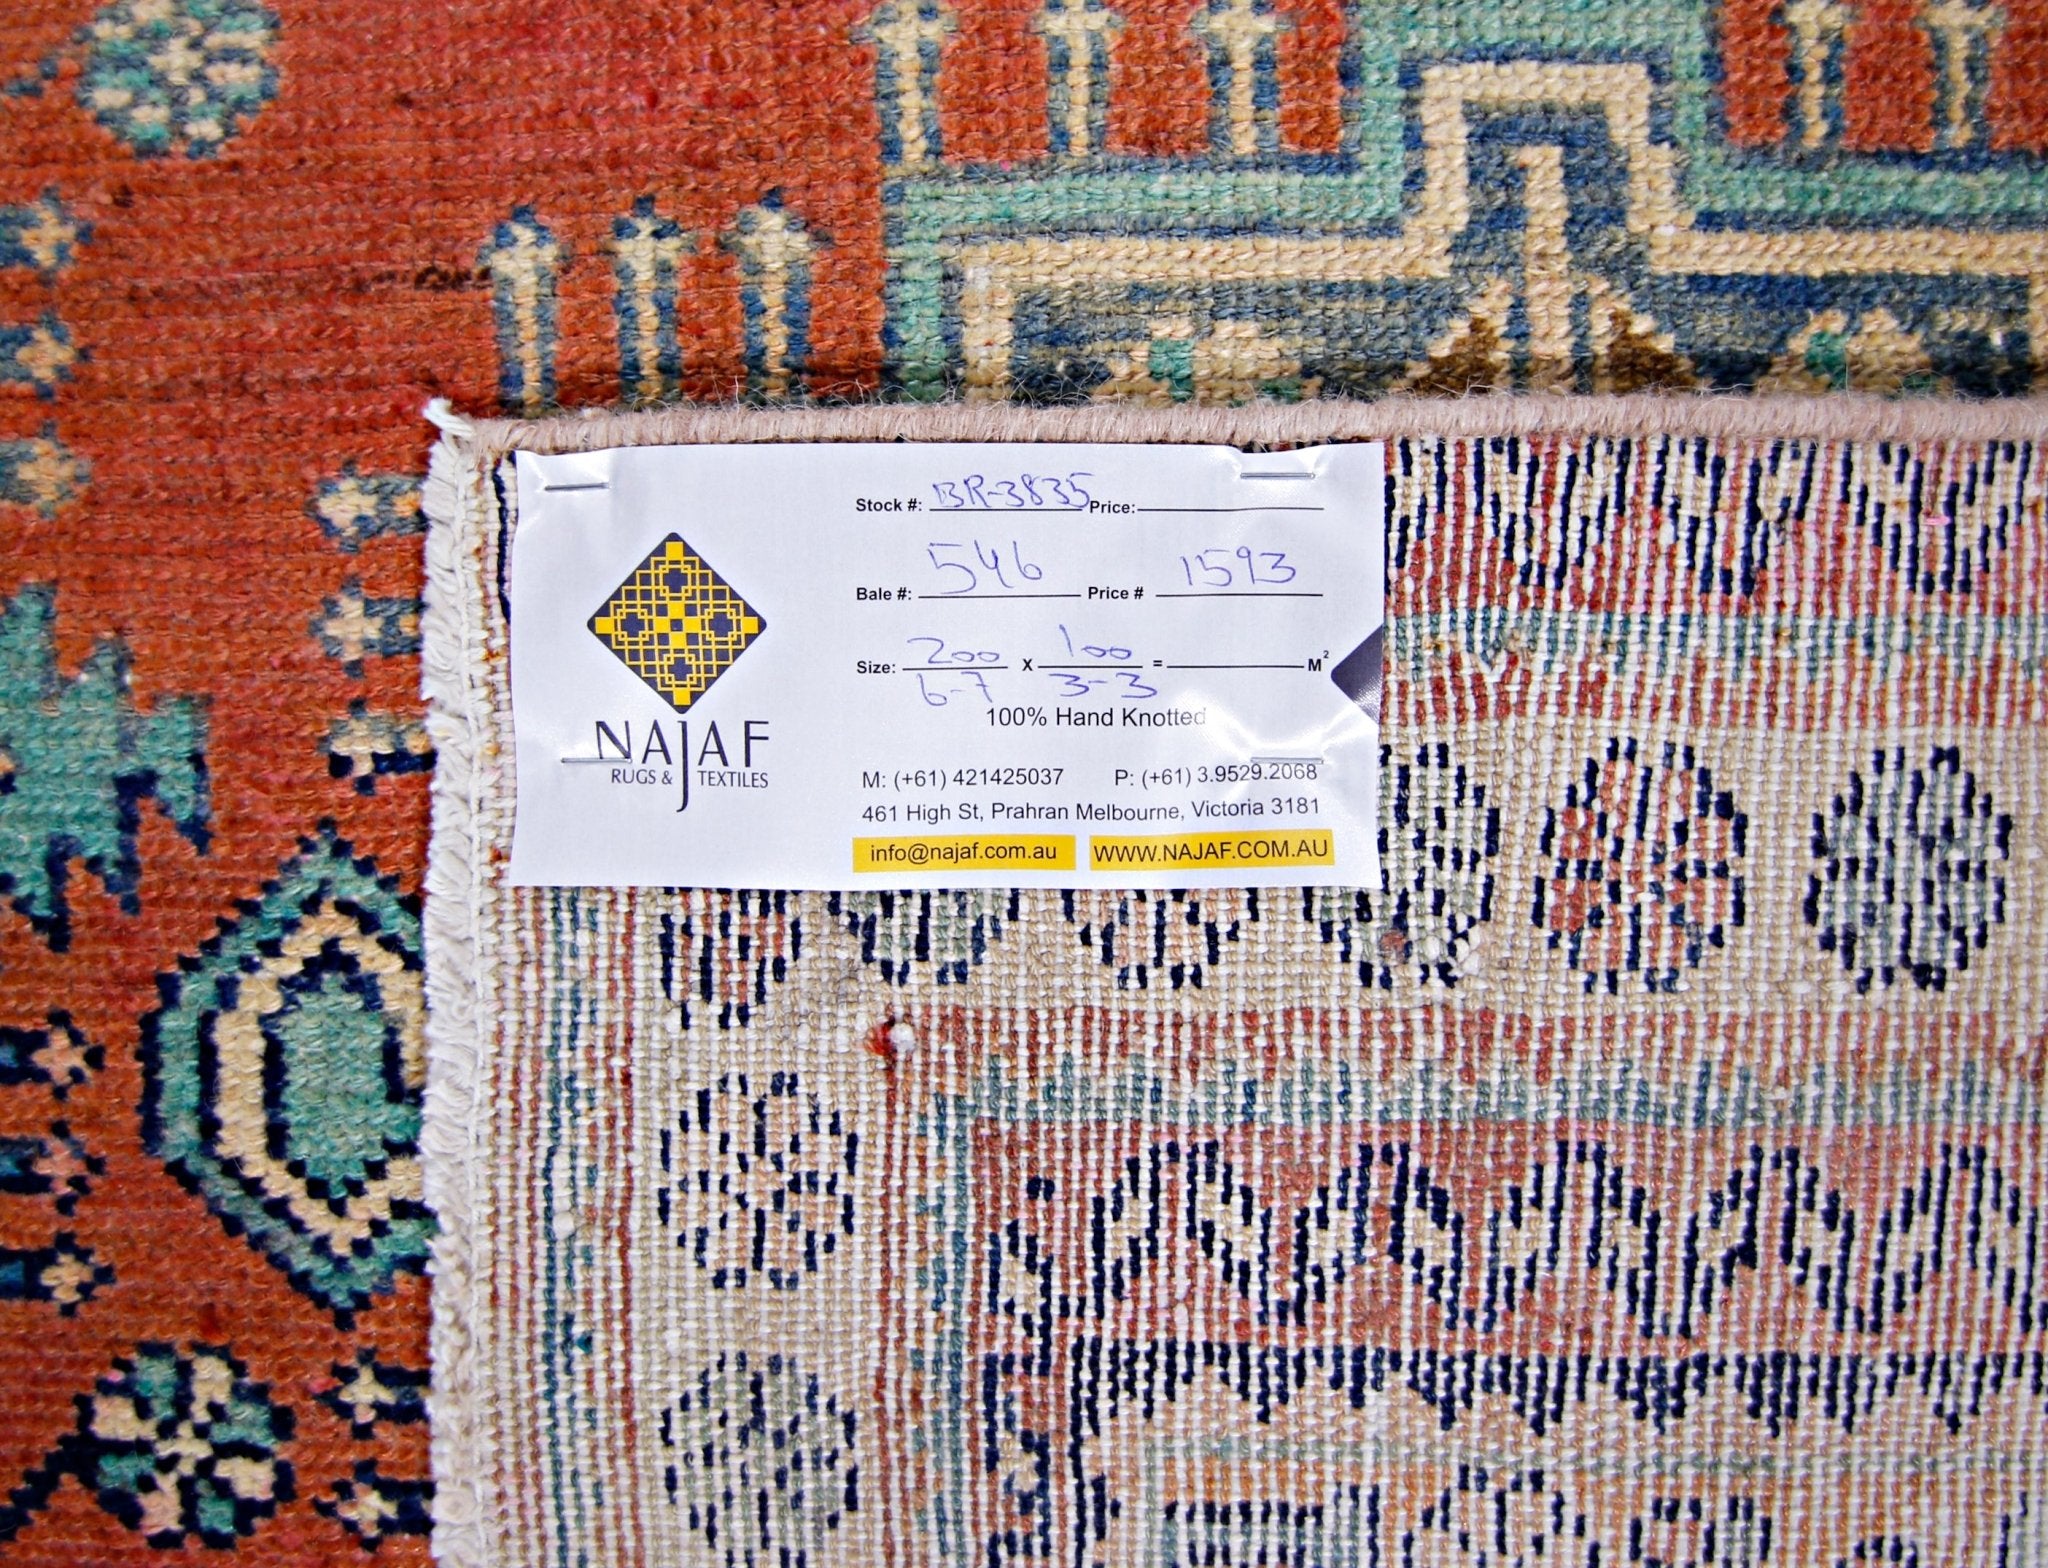 NAJAF
RUGS & TEXTILES
Stock #: BR-3835 Price:
Bale #: 546 Price # 1593
Size: 200 X 100 = M²
6-7 3-3
100% Hand Knotted
M: (+61) 421425037 P: (+61) 3.9529.2068
461 High St, Prahran Melbourne, Victoria 3181
info@najaf.com.au WWW.NAJAF.COM.AU